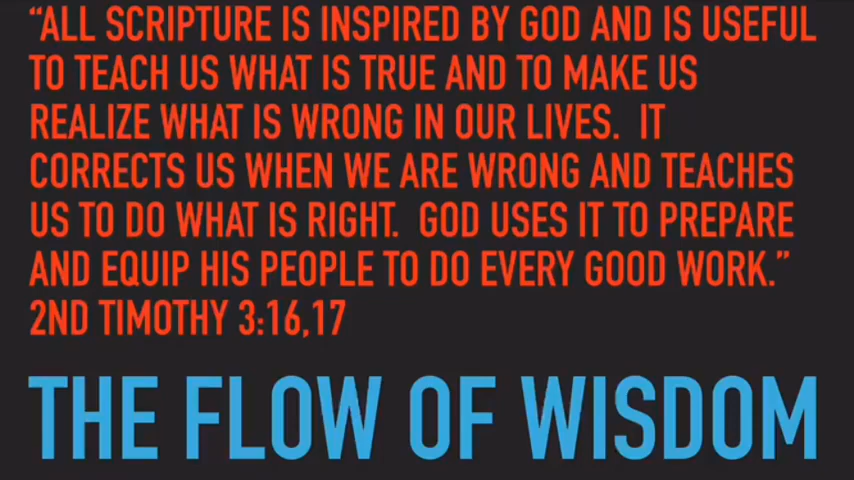 “ALL SCRIPTURE IS INSPIRED BY GOD AND IS USEFUL
TO TEACH US WHAT IS TRUE AND TO MAKE US
REALIZE WHAT IS WRONG IN OUR LIVES.  IT
CORRECTS US WHEN WE ARE WRONG AND TEACHES
US TO DO WHAT IS RIGHT.  GOD USES IT TO PREPARE
AND EQUIP HIS PEOPLE TO DO EVERY GOOD WORK.”
2ND TIMOTHY 3:16,17
THE FLOW OF WISDOM